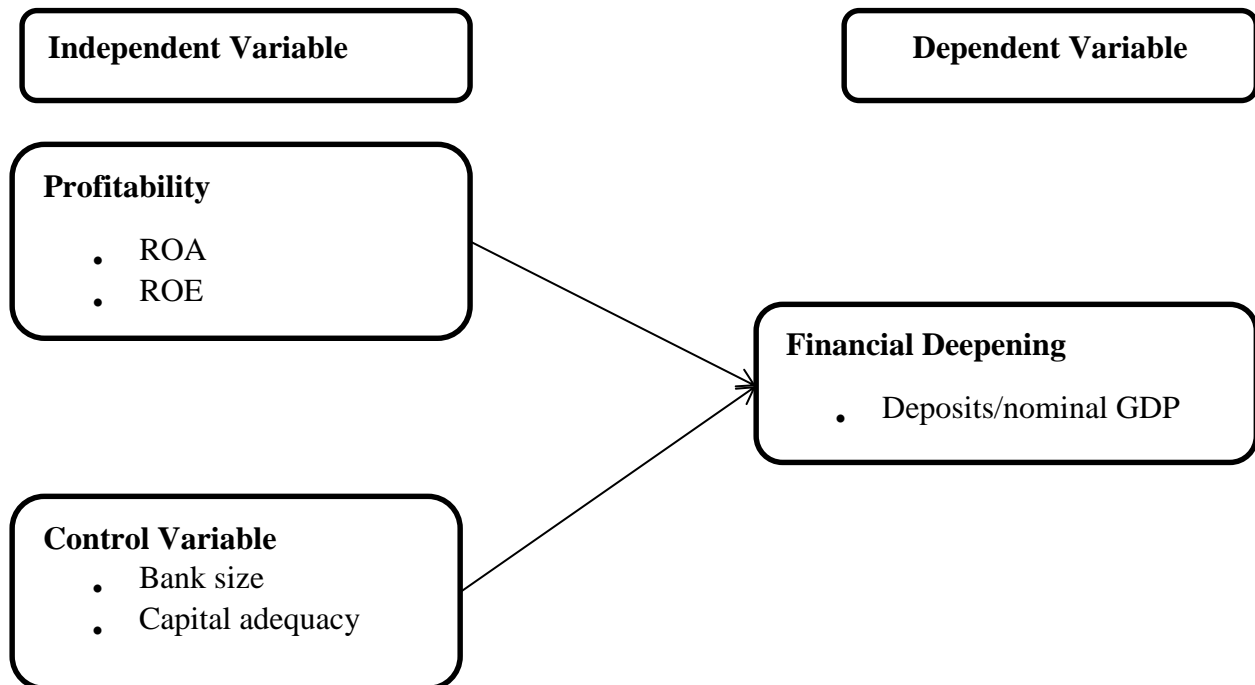 Independent Variable
Dependent Variable
Profitability
• ROA
• ROE
Financial Deepening
• Deposits/nominal GDP
Control Variable
• Bank size
• Capital adequacy